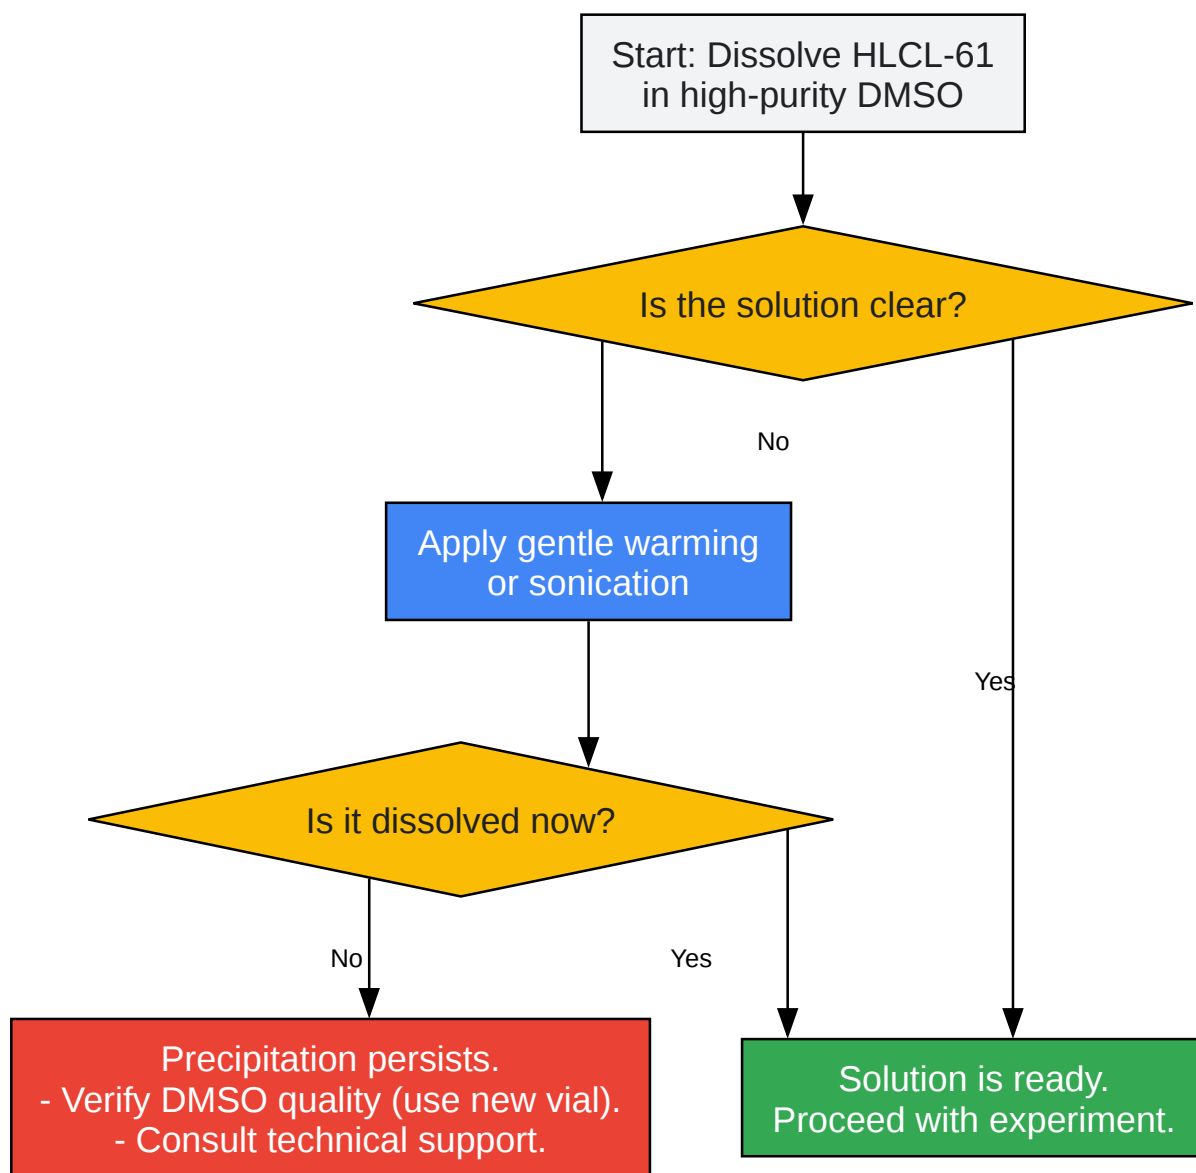 Start: Dissolve HLCL-61
in high-purity DMSO
Is the solution clear?
No
Apply gentle warming
or sonication
Yes
Is it dissolved now?
No
Yes
Precipitation persists.
- Verify DMSO quality (use new vial).
- Consult technical support.
Solution is ready.
Proceed with experiment.